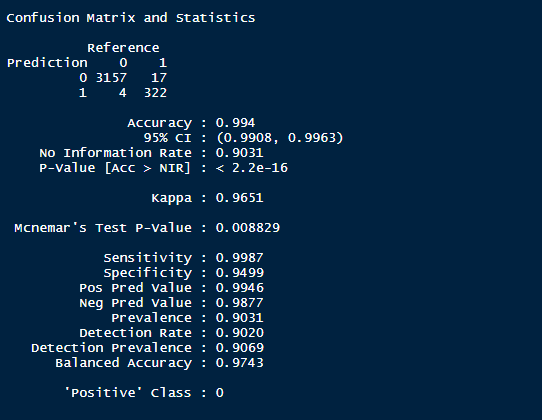 Confusion Matrix and Statistics
Reference
Prediction 0 1
0 3157 17
1 4 322
Accuracy : 0.994
95% CI : (0.9908, 0.9963)
No Information Rate : 0.9031
P-Value [Acc > NIR] : < 2.2e-16
Kappa : 0.9651
Mcnemar's Test P-Value : 0.008829
Sensitivity : 0.9987
Specificity : 0.9499
Pos Pred Value : 0.9946
Neg Pred Value : 0.9877
Prevalence : 0.9031
Detection Rate : 0.9020
Detection Prevalence : 0.9069
Balanced Accuracy : 0.9743
'Positive' Class : 0